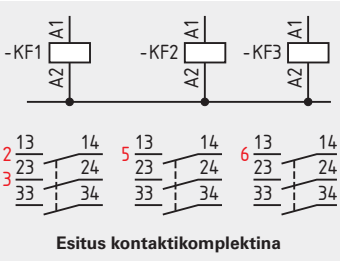 A1 A1 A1
-KF1 -KF2 -KF3
A2 A2 A2
13 14 13 14 13 14
2 5 6
23 24 23 24 23 24
3
33 34 33 34 33 34
Esitus kontaktikomplektina